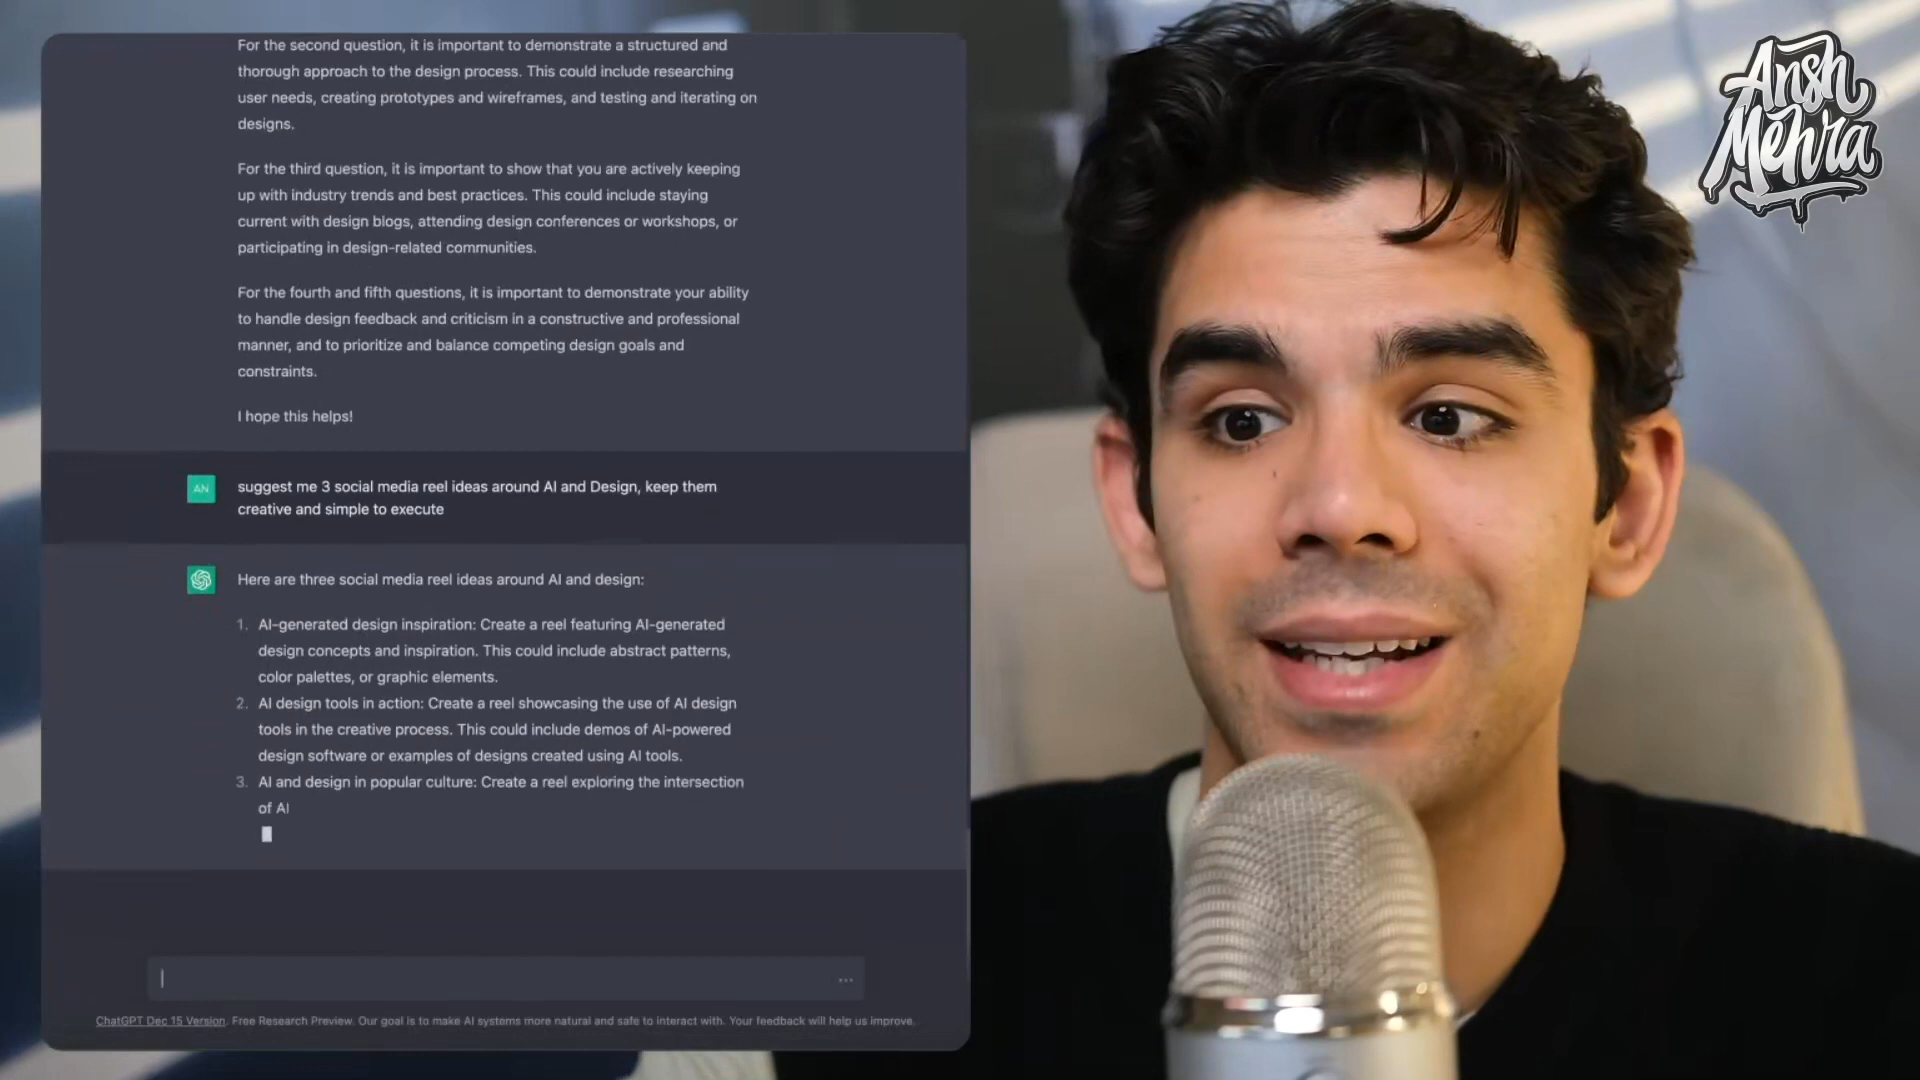 For the second question, it is important to demonstrate a structured and
thorough approach to the design process. This could include researching
user needs, creating prototypes and wireframes, and testing and iterating on
designs.
For the third question, it is important to show that you are actively keeping
up with industry trends and best practices. This could include staying
current with design blogs, attending design conferences or workshops, or
participating in design-related communities.
For the fourth and fifth questions, it is important to demonstrate your ability
to handle design feedback and criticism in a constructive and professional
manner, and to prioritize and balance competing design goals and
constraints.
I hope this helps!
AN
suggest me 3 social media reel ideas around AI and Design, keep them
creative and simple to execute
Here are three social media reel ideas around AI and design:
1. AI-generated design inspiration: Create a reel featuring AI-generated
design concepts and inspiration. This could include abstract patterns,
color palettes, or graphic elements.
2. AI design tools in action: Create a reel showcasing the use of AI design
tools in the creative process. This could include demos of AI-powered
design software or examples of designs created using AI tools.
3. AI and design in popular culture: Create a reel exploring the intersection
of AI
ChatGPT Dec 15 Version. Free Research Preview. Our goal is to make AI systems more natural and safe to interact with. Your feedback will help us improve.
Ansh
Mehra